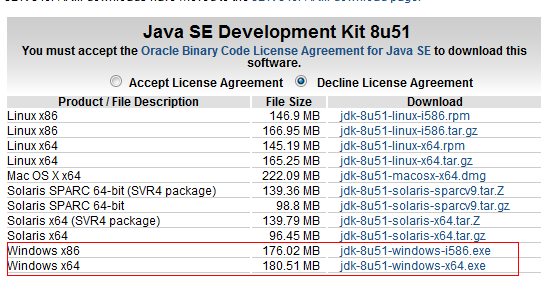 Java SE Development Kit 8u51
You must accept the Oracle Binary Code License Agreement for Java SE to download this
software.
Accept License Agreement Decline License Agreement
Product / File Description File Size Download
Linux x86 146.9 MB jdk-8u51-linux-i586.rpm
Linux x86 166.95 MB jdk-8u51-linux-i586.tar.gz
Linux x64 145.19 MB jdk-8u51-linux-x64.rpm
Linux x64 165.25 MB jdk-8u51-linux-x64.tar.gz
Mac OS X x64 222.09 MB jdk-8u51-macosx-x64.dmg
Solaris SPARC 64-bit (SVR4 package) 139.36 MB jdk-8u51-solaris-sparcv9.tar.Z
Solaris SPARC 64-bit 98.8 MB jdk-8u51-solaris-sparcv9.tar.gz
Solaris x64 (SVR4 package) 139.79 MB jdk-8u51-solaris-x64.tar.Z
Solaris x64 96.45 MB jdk-8u51-solaris-x64.tar.gz
Windows x86 176.02 MB jdk-8u51-windows-i586.exe
Windows x64 180.51 MB jdk-8u51-windows-x64.exe